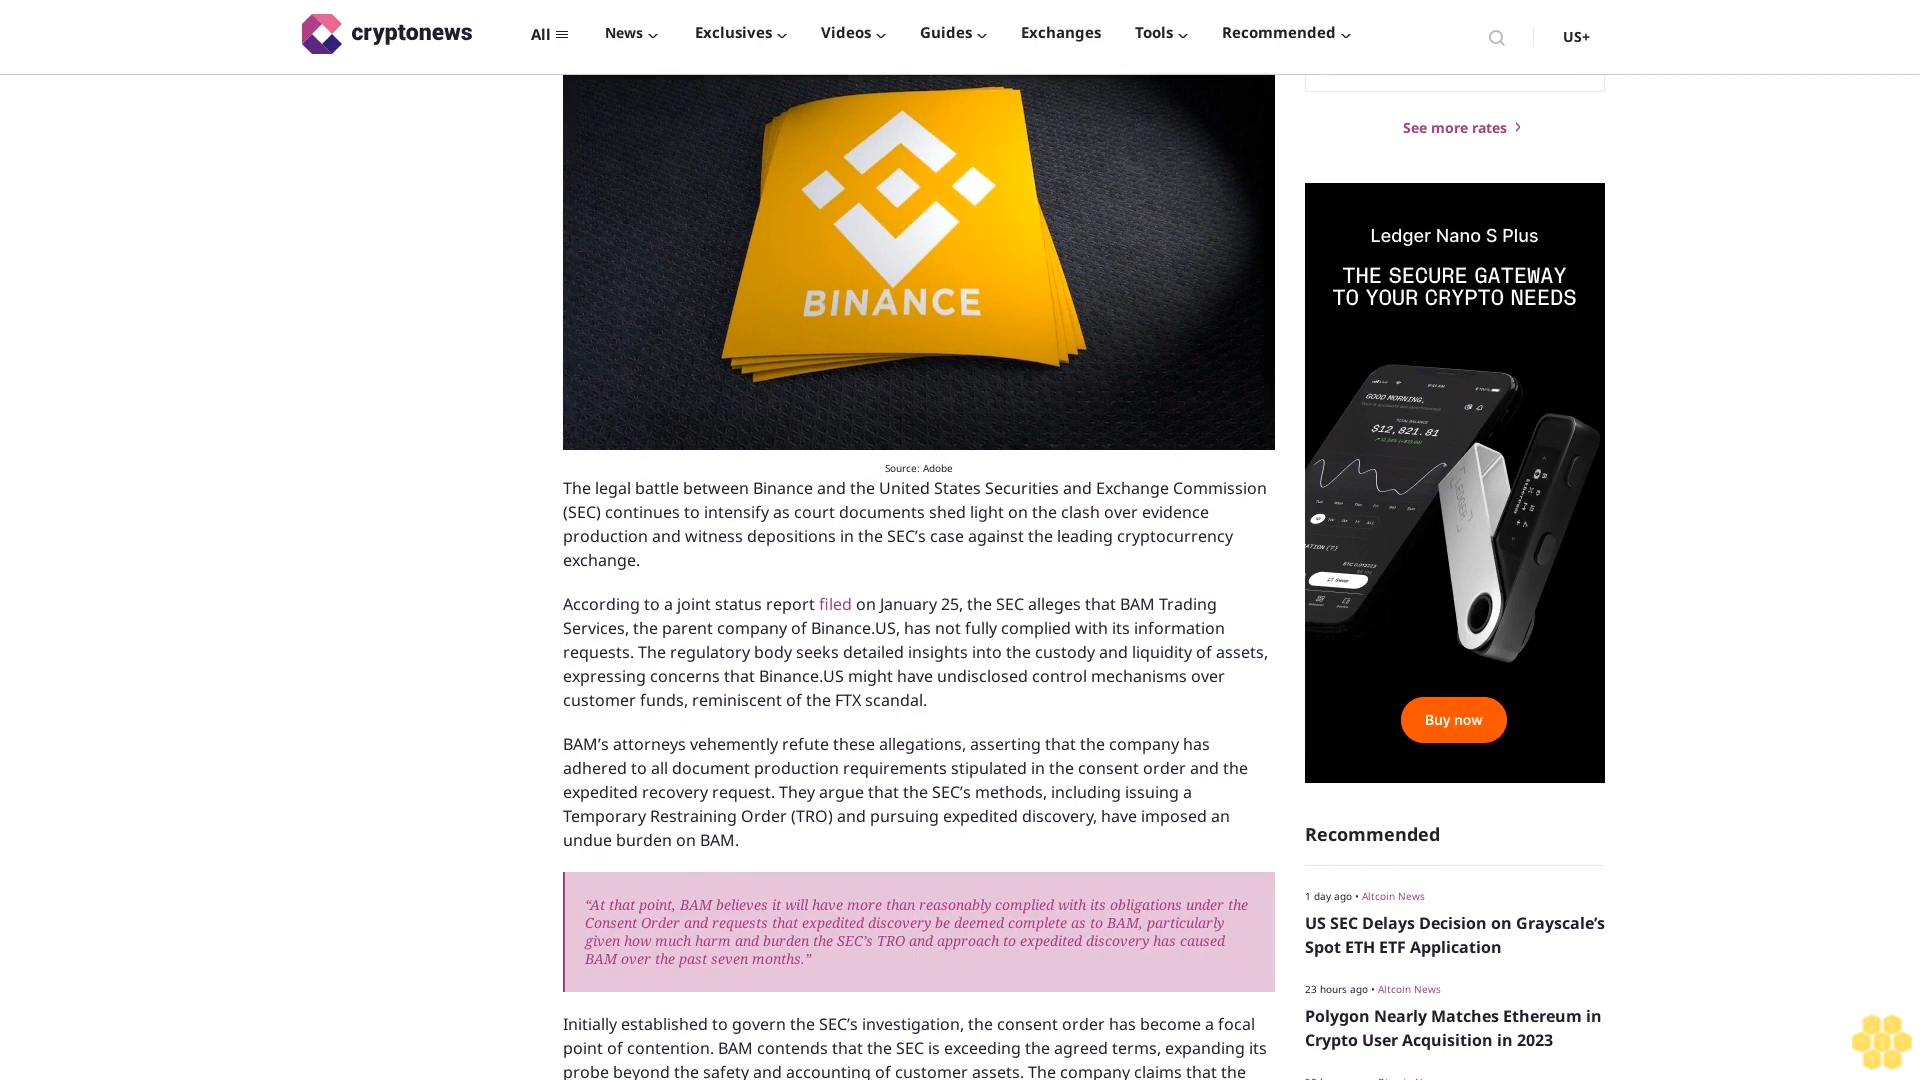 cryptonews
All
News
Exclusives
Videos
Guides
Exchanges
Tools
Recommended
US+
BINANCE
Source: Adobe
The legal battle between Binance and the United States Securities and Exchange Commission
(SEC) continues to intensify as court documents shed light on the clash over evidence
production and witness depositions in the SEC’s case against the leading cryptocurrency
exchange.
According to a joint status report filed on January 25, the SEC alleges that BAM Trading
Services, the parent company of Binance.US, has not fully complied with its information
requests. The regulatory body seeks detailed insights into the custody and liquidity of assets,
expressing concerns that Binance.US might have undisclosed control mechanisms over
customer funds, reminiscent of the FTX scandal.
BAM’s attorneys vehemently refute these allegations, asserting that the company has
adhered to all document production requirements stipulated in the consent order and the
expedited recovery request. They argue that the SEC’s methods, including issuing a
Temporary Restraining Order (TRO) and pursuing expedited discovery, have imposed an
undue burden on BAM.
“At that point, BAM believes it will have more than reasonably complied with its obligations under the
Consent Order and requests that expedited discovery be deemed complete as to BAM, particularly
given how much harm and burden the SEC’s TRO and approach to expedited discovery has caused
BAM over the past seven months.”
Initially established to govern the SEC’s investigation, the consent order has become a focal
point of contention. BAM contends that the SEC is exceeding the agreed terms, expanding its
probe beyond the safety and accounting of customer assets. The company claims that the
See more rates
Ledger Nano S Plus
THE SECURE GATEWAY
TO YOUR CRYPTO NEEDS
GOOD MORNING,
TOTAL BALANCE
$12,821.81
LEDGER
Swap
Buy now
Recommended
1 day ago • Altcoin News
US SEC Delays Decision on Grayscale’s
Spot ETH ETF Application
23 hours ago • Altcoin News
Polygon Nearly Matches Ethereum in
Crypto User Acquisition in 2023